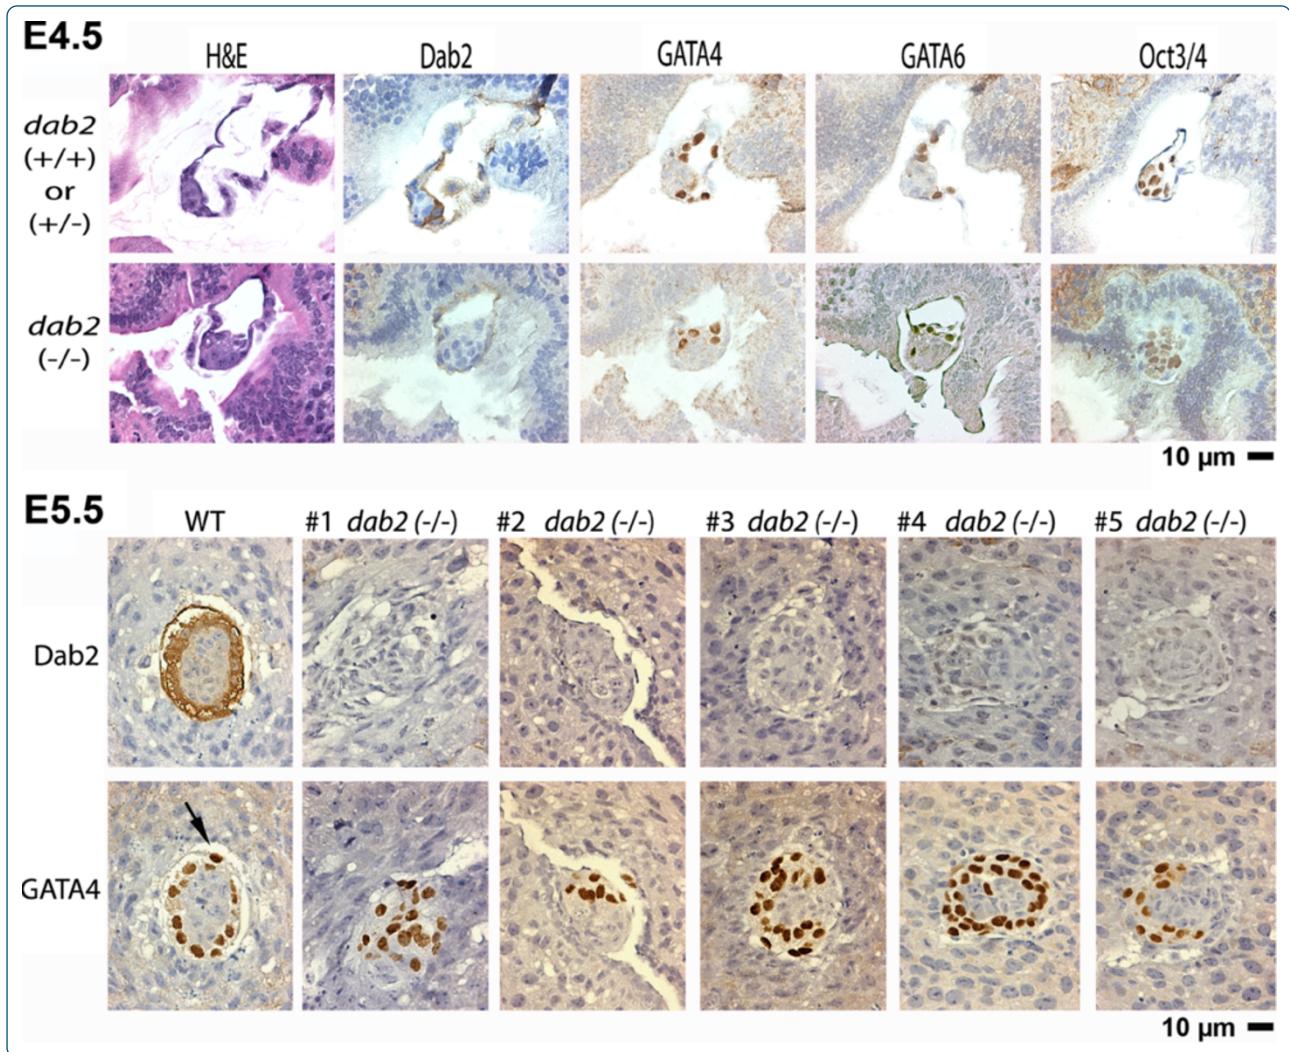 E4.5
H&E Dab2 GATA4 GATA6 Oct3/4
dab2
(+/+)
or
(+/-)
dab2
(-/-)
10 µm
E5.5
WT #1 dab2 (-/-) #2 dab2 (-/-) #3 dab2 (-/-) #4 dab2 (-/-) #5 dab2 (-/-)
Dab2
GATA4
10 µm